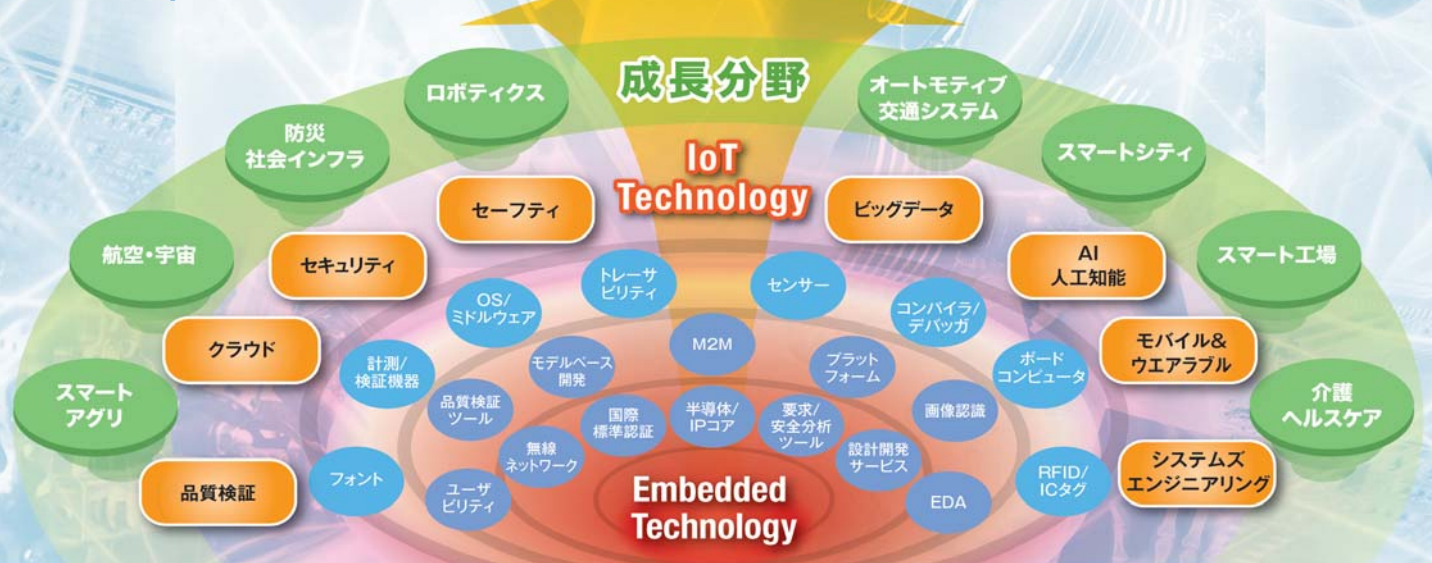 成長分野
ロボティクス
オートモティブ
交通システム
防災
社会インフラ
スマートシティ
航空・宇宙
スマート工場
スマート
アグリ
介護
ヘルスケア
IoT
Technology
セーフティ
ビッグデータ
セキュリティ
AI
人工知能
クラウド
モバイル&
ウエアラブル
品質検証
システムズ
エンジニアリング
トレーサ
ビリティ
センサー
OS/
ミドルウェア
コンパイラ/
デバッガ
計測/
検証機器
ボード
コンピュータ
フォント
RFID/
ICタグ
M2M
モデルベース
開発
プラット
フォーム
品質検証
ツール
画像認識
国際
標準認証
半導体/
IPコア
要求/
安全分析
ツール
無線
ネットワーク
設計開発
サービス
ユーザ
ビリティ
EDA
Embedded
Technology